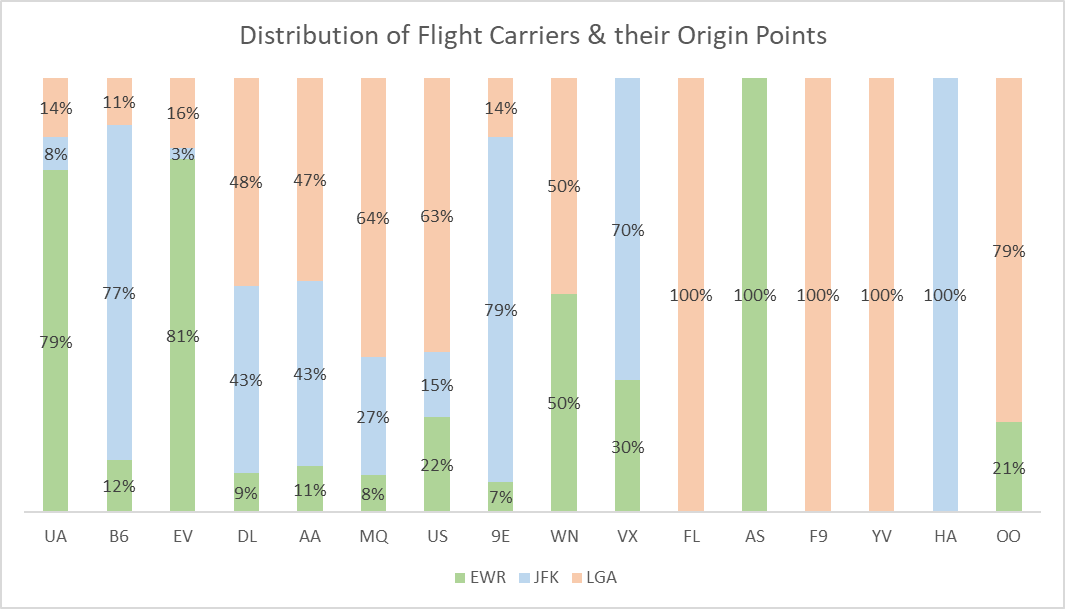 Distribution of Flight Carriers & their Origin Points
14% 11% 16% 48% 47% 64% 63% 14% 50% 70% 100% 100% 100% 100% 100% 79%
8% 77% 3% 43% 43% 27% 15% 79% 50% 30% 21%
79% 12% 81% 9% 11% 8% 22% 7%
UA B6 EV DL AA MQ US 9E WN VX FL AS F9 YV HA OO
EWR JFK LGA